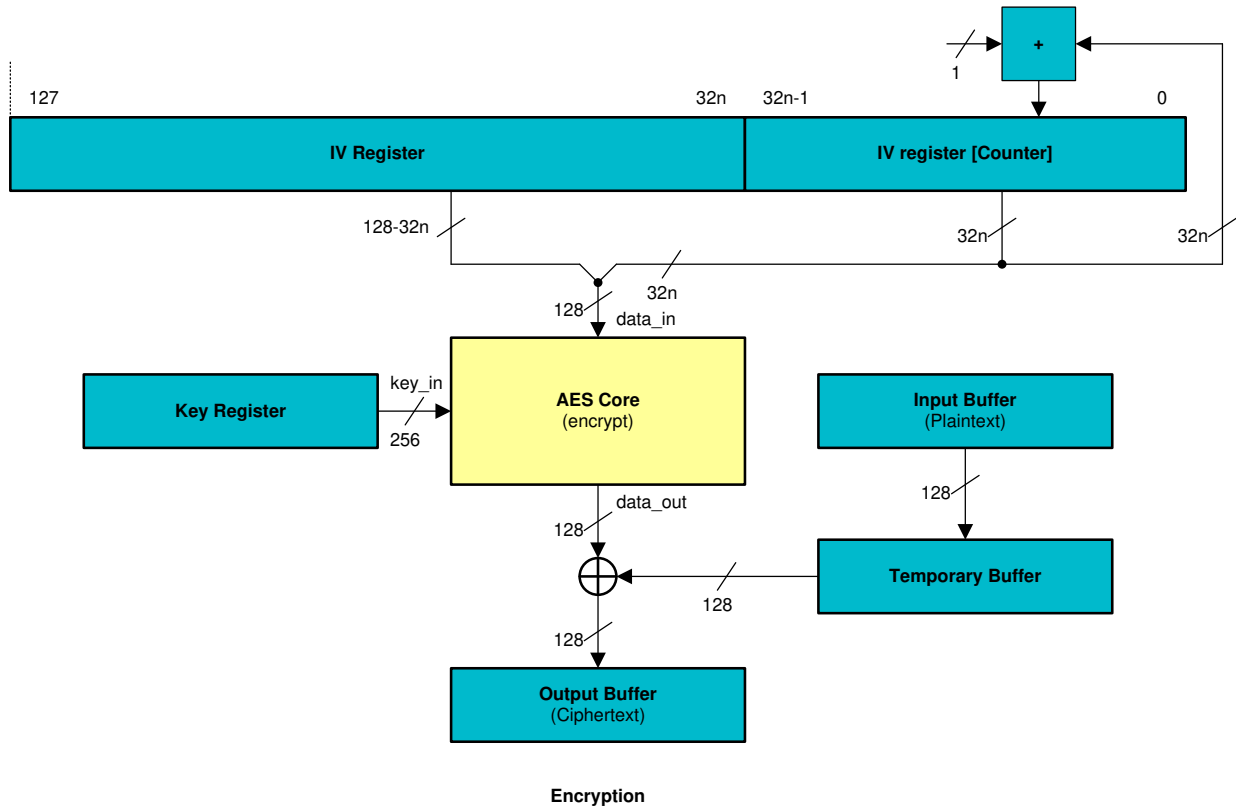 +
1
127
32n
32n-1
0
IV Register
IV register [Counter]
128-32n
32n
32n
32n
128
data_in
key_in
Key Register
256
AES Core
(encrypt)
Input Buffer
(Plaintext)
128
data_out
128
Temporary Buffer
128
128
Output Buffer
(Ciphertext)
Encryption